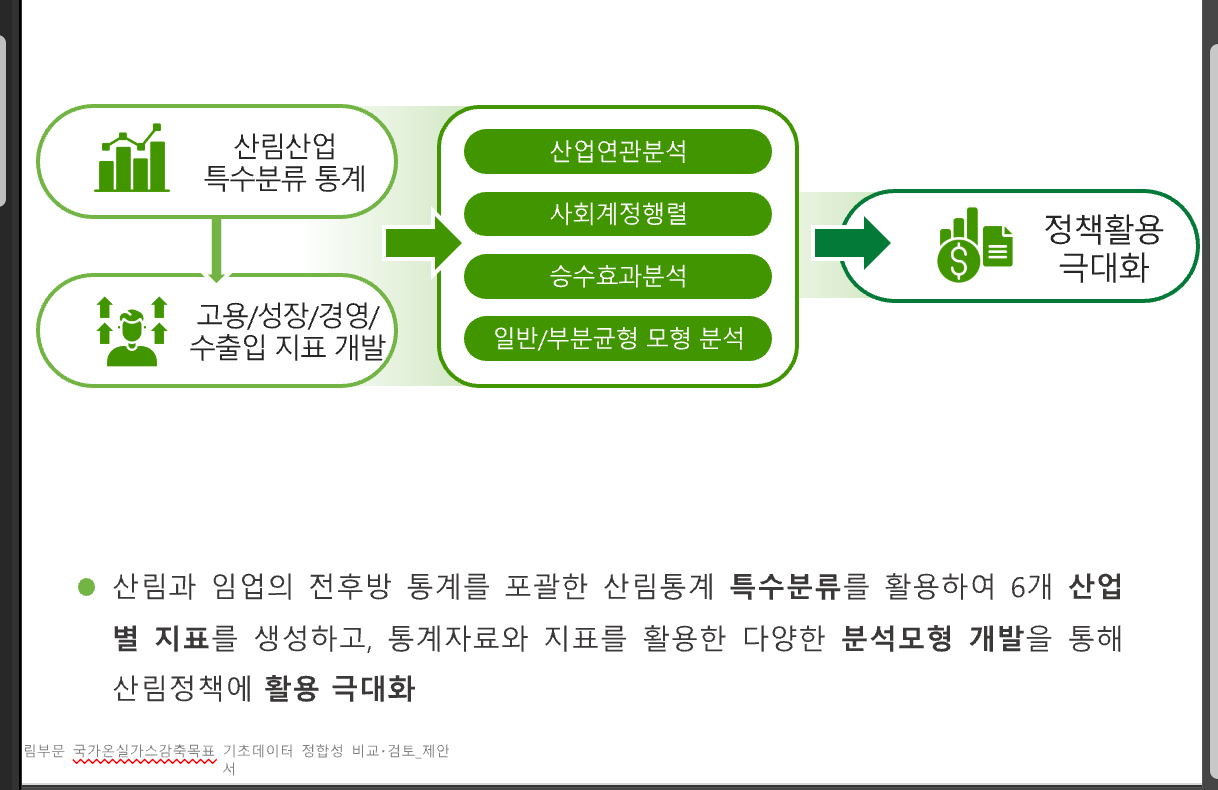 산림산업
특수분류 통계
고용/성장/경영/
수출입 지표 개발
산업연관분석
사회계정행렬
승수효과분석
일반/부분균형 모형 분석
정책활용
극대화
산림과 임업의 전후방 통계를 포괄한 산림통계 특수분류를 활용하여 6개 산업
별 지표를 생성하고, 통계자료와 지표를 활용한 다양한 분석모형 개발을 통해
산림정책에 활용 극대화
림부문 국가온실가스감축목표 기초데이터 정합성 비교·검토_제안
서